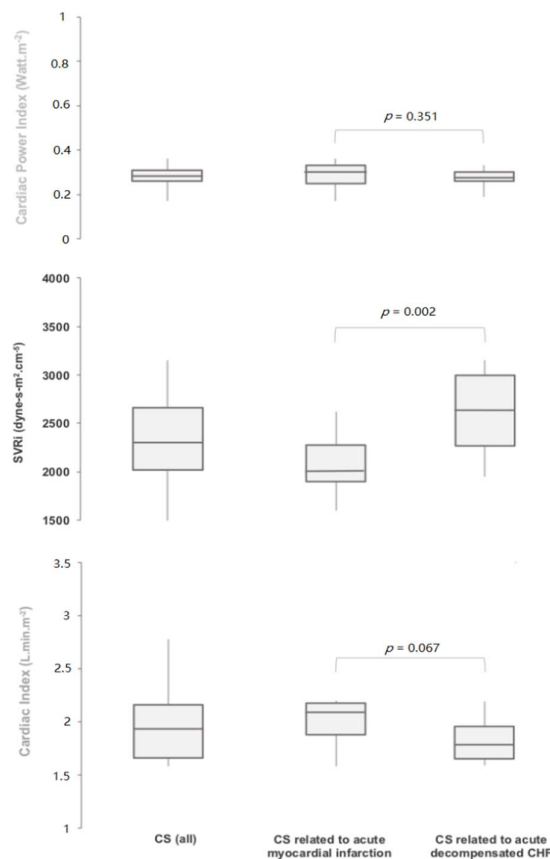 Cardiac Power Index (Watt.m⁻²)
1
0.8
0.6
0.4
0.2
0
p = 0.351
SVRi (dyne-s-m².cm⁻⁵)
4000
3500
3000
2500
2000
1500
p = 0.002
Cardiac Index (L.min.m⁻²)
3.5
3
2.5
2
1.5
1
p = 0.067
CS (all)
CS related to acute
myocardial infarction
CS related to acute
decompensated CHF